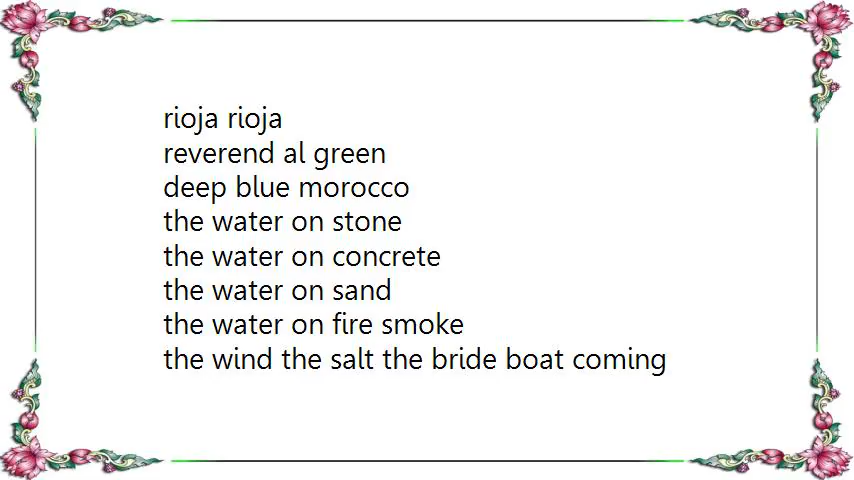 rioja rioja
reverend al green
deep blue morocco
the water on stone
the water on concrete
the water on sand
the water on fire smoke
the wind the salt the bride boat coming